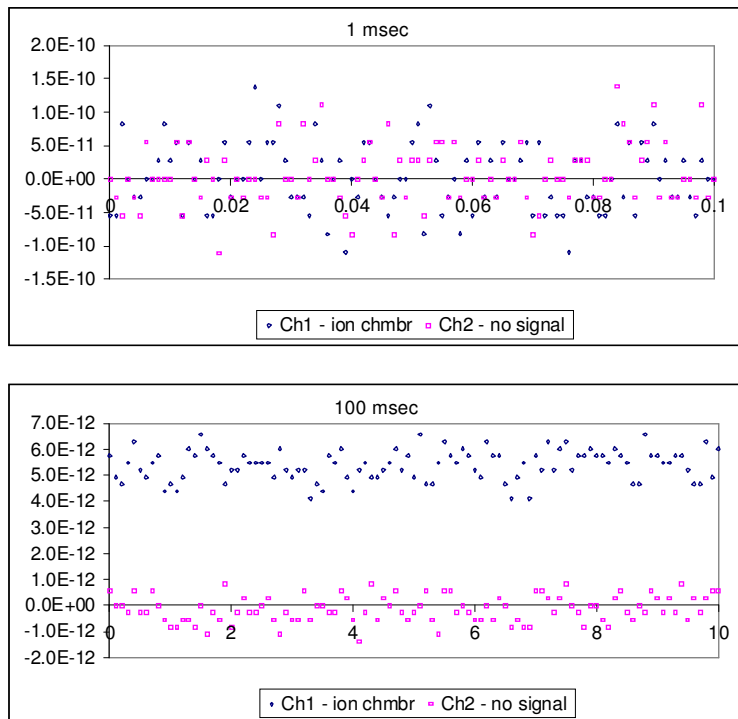 1 msec
2.0E-10
1.5E-10
1.0E-10
5.0E-11
0.0E+00
-5.0E-11
-1.0E-10
-1.5E-10
0 0.02 0.04 0.06 0.08 0.1
Ch1 - ion chmbr Ch2 - no signal
100 msec
7.0E-12
6.0E-12
5.0E-12
4.0E-12
3.0E-12
2.0E-12
1.0E-12
0.0E+00
-1.0E-12
-2.0E-12
0 2 4 6 8 10
Ch1 - ion chmbr Ch2 - no signal